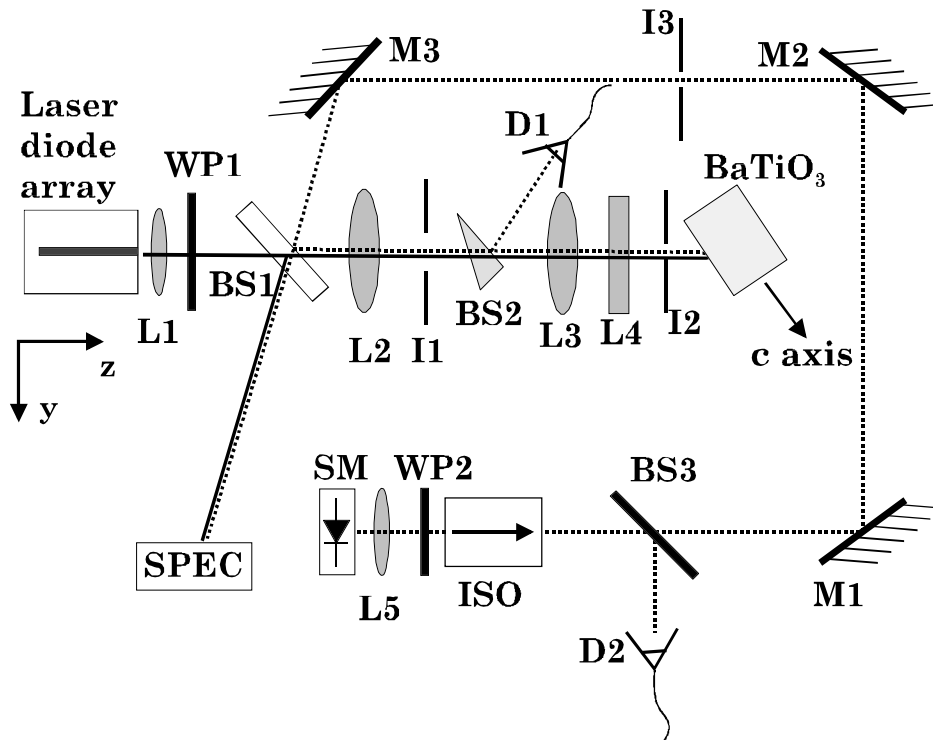 I3
M3
M2
Laser
diode
array
D1
WP1
BaTiO₃
BS1
BS2
L1
L2
I1
L3
L4
I2
z
c axis
y
SM
WP2
BS3
SPEC
L5
ISO
M1
D2